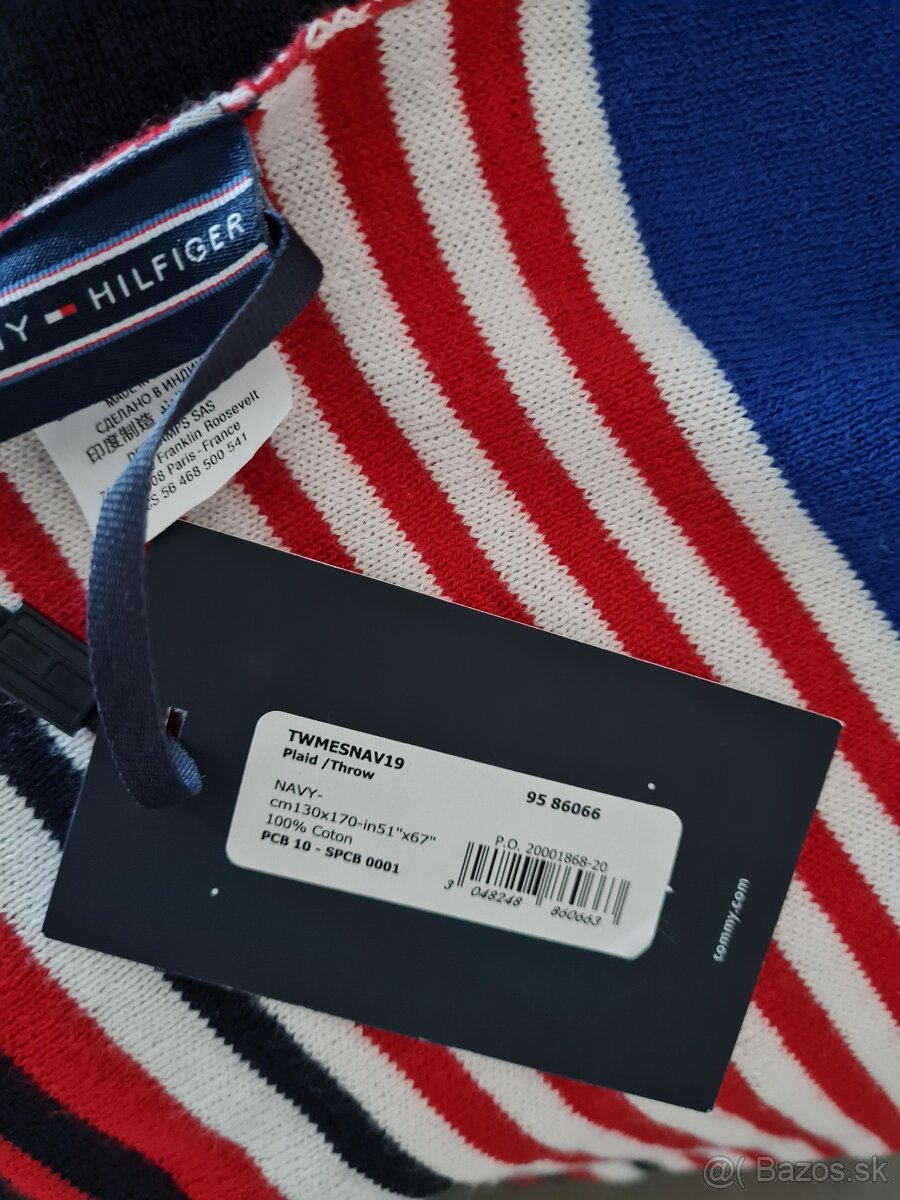 Y HILFIGER
MADE IN
СДЕЛАНО В ИНДИИ
印度制造
AMPS SAS
Franklin Roosevelt
08 Paris - France
CS 56 468 500 541
TWMESNAV19
Plaid /Throw
95 86066
NAVY-
cm130x170-in51"x67"
100% Coton
PCB 10 - SPCB 0001
P.O. 20001868-20
3 048248 860663
tommy.com
@( Bazos.sk